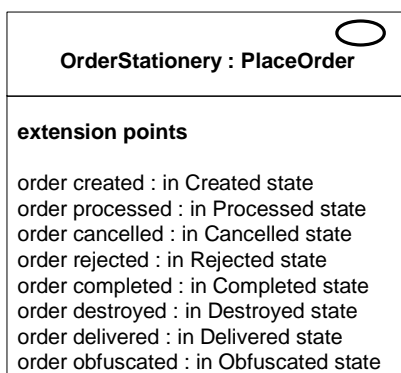 OrderStationery : PlaceOrder
extension points
order created : in Created state
order processed : in Processed state
order cancelled : in Cancelled state
order rejected : in Rejected state
order completed : in Completed state
order destroyed : in Destroyed state
order delivered : in Delivered state
order obfuscated : in Obfuscated state